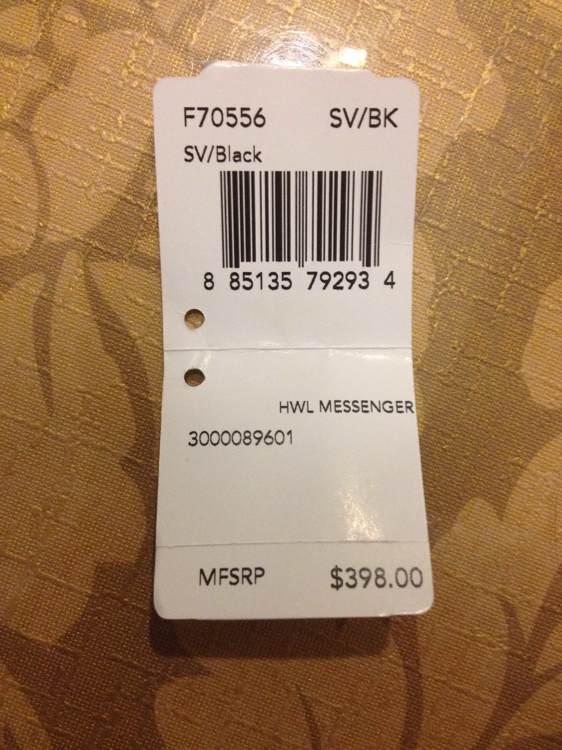 F70556 SV/BK
SV/Black
8 85135 79293 4
HWL MESSENGER
3000089601
MFSRP $398.00